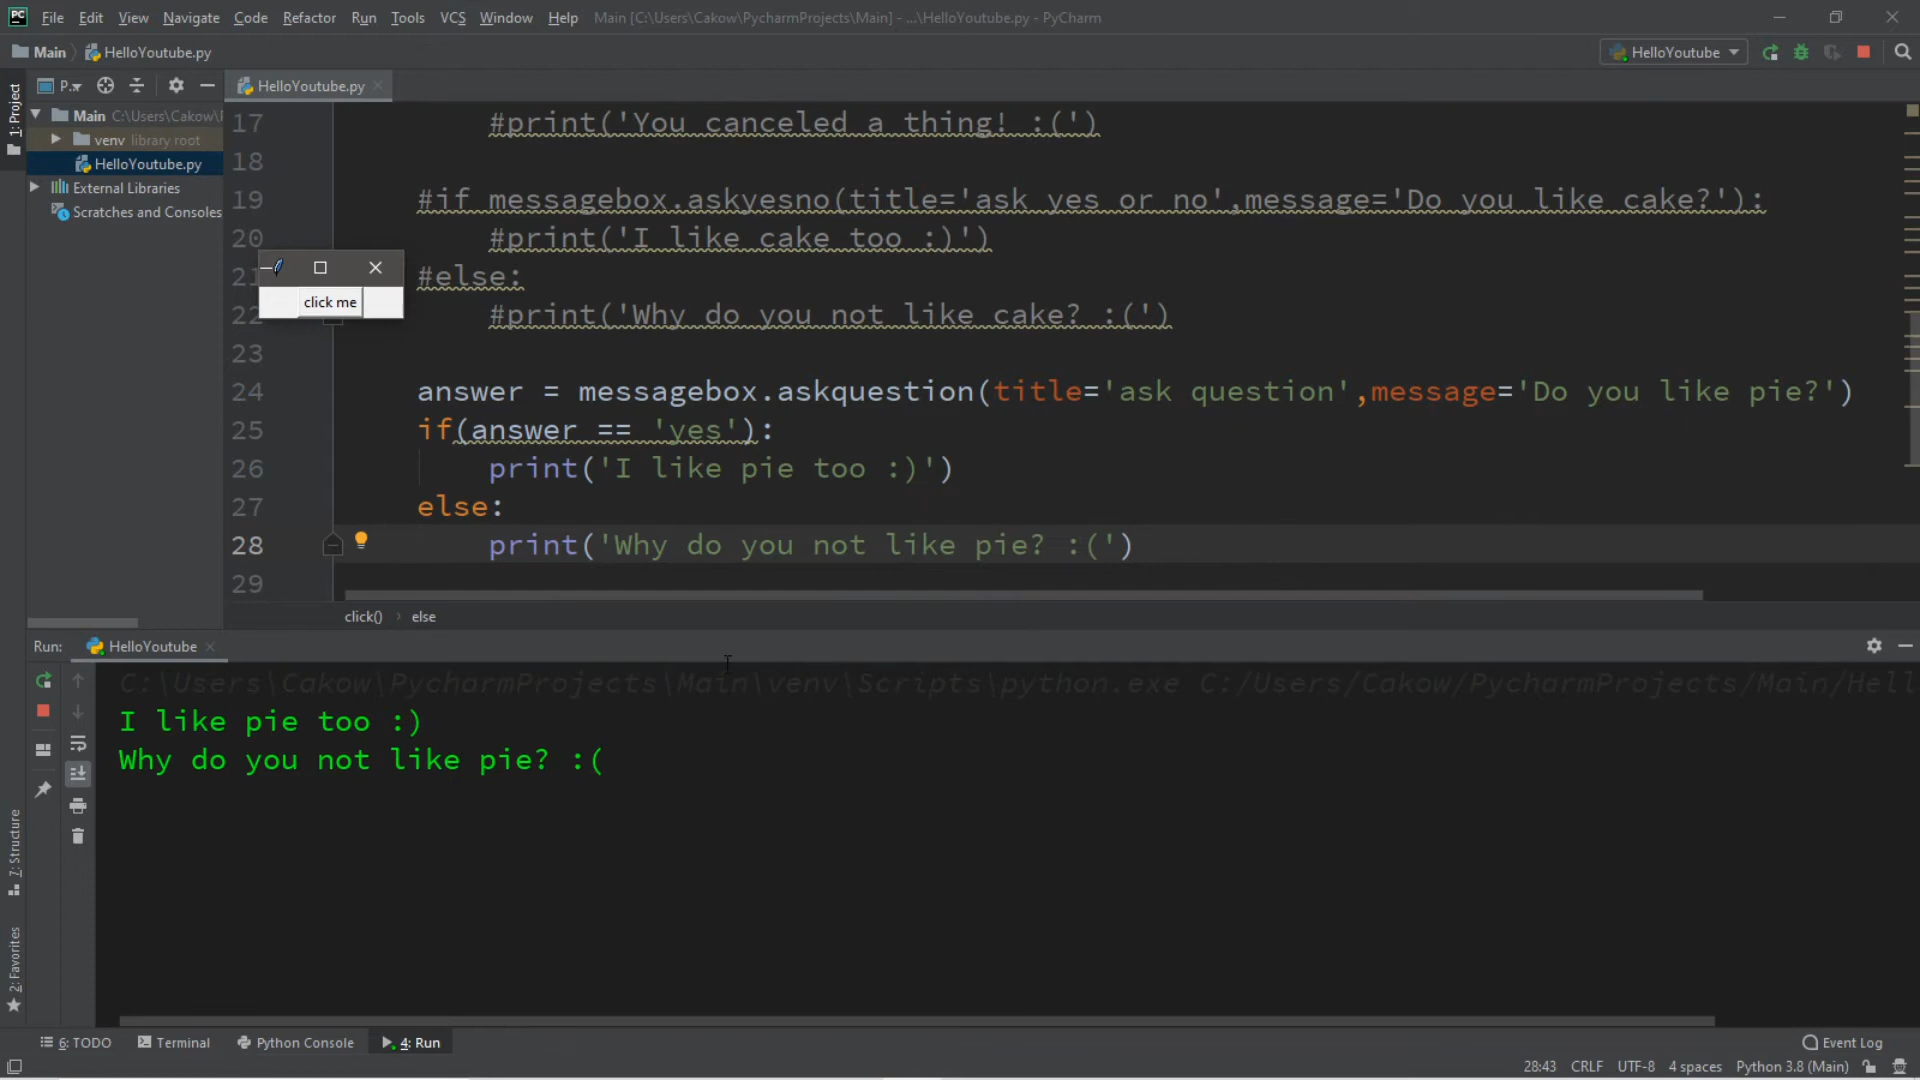 PC File Edit View Navigate Code Refactor Run Tools VCS Window Help Main [C:\Users\Cakow\PycharmProjects\Main] - ...\HelloYoutube.py - PyCharm
Main HelloYoutube.py HelloYoutube
P.. HelloYoutube.py
1: Project
Main C:\Users\Cakow\
venv library root
HelloYoutube.py
External Libraries
Scratches and Consoles
17 #print('You canceled a thing! :(')
18
19 #if messagebox.askyesno(title='ask yes or no',message='Do you like cake?'):
20 #print('I like cake too :)')
21 #else:
22 #print('Why do you not like cake? :(')
23
24 answer = messagebox.askquestion(title='ask question',message='Do you like pie?')
25 if(answer == 'yes'):
26 print('I like pie too :)')
27 else:
28 print('Why do you not like pie? :(')
29
click me
click() › else
Run: HelloYoutube
C:\Users\Cakow\PycharmProjects\Main\venv\Scripts\python.exe C:/Users/Cakow/PycharmProjects/Main/Hell
I like pie too :)
Why do you not like pie? :(
7: Structure
2: Favorites
6: TODO Terminal Python Console 4: Run Event Log
28:43 CRLF UTF-8 4 spaces Python 3.8 (Main)